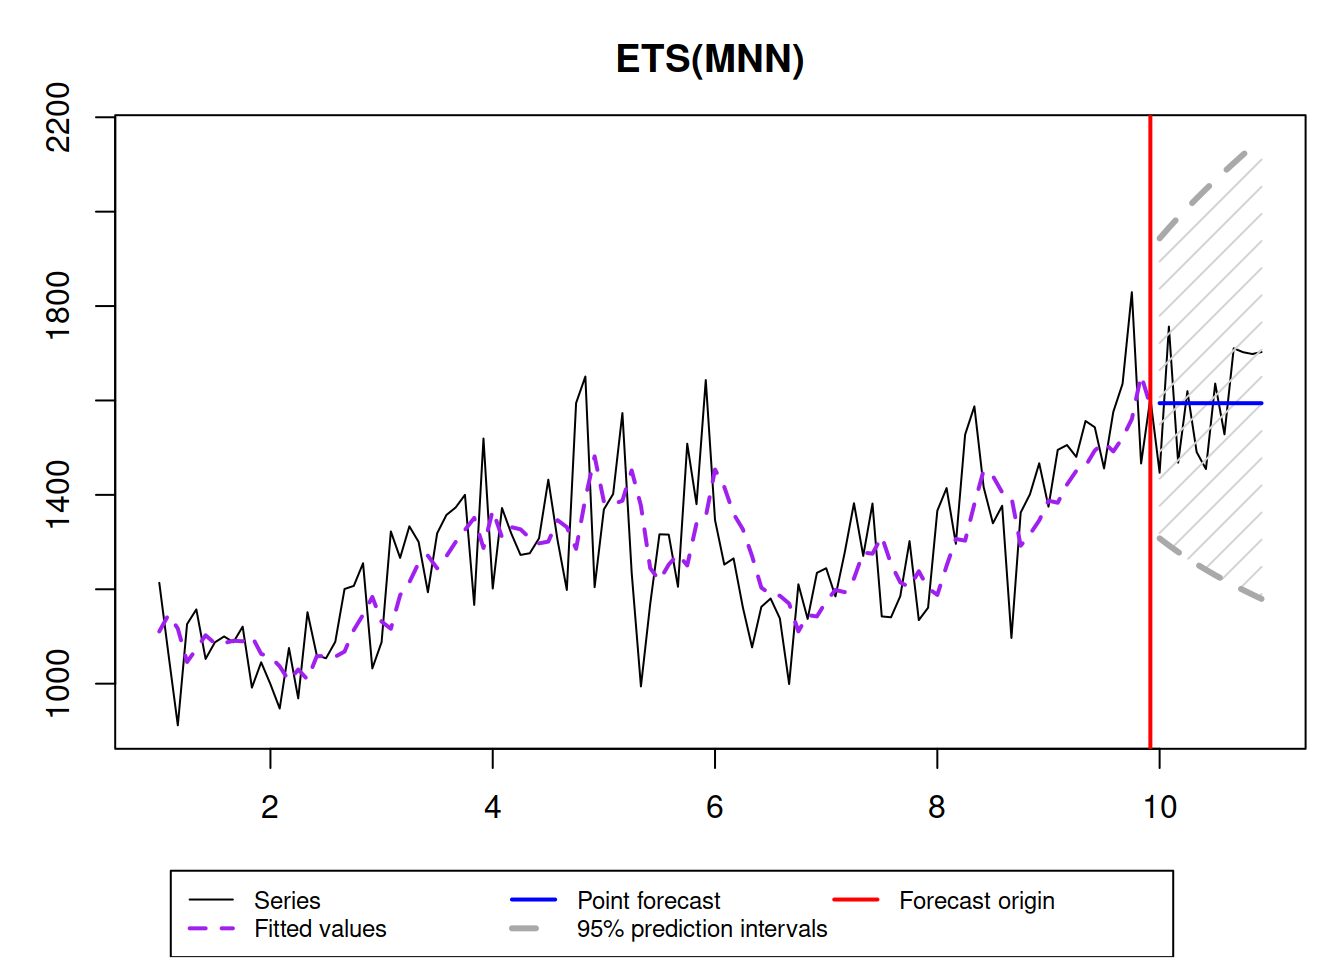 ETS(MNN)
2200
1800
1400
1000
2 4 6 8 10
Series Point forecast Forecast origin
Fitted values 95% prediction intervals